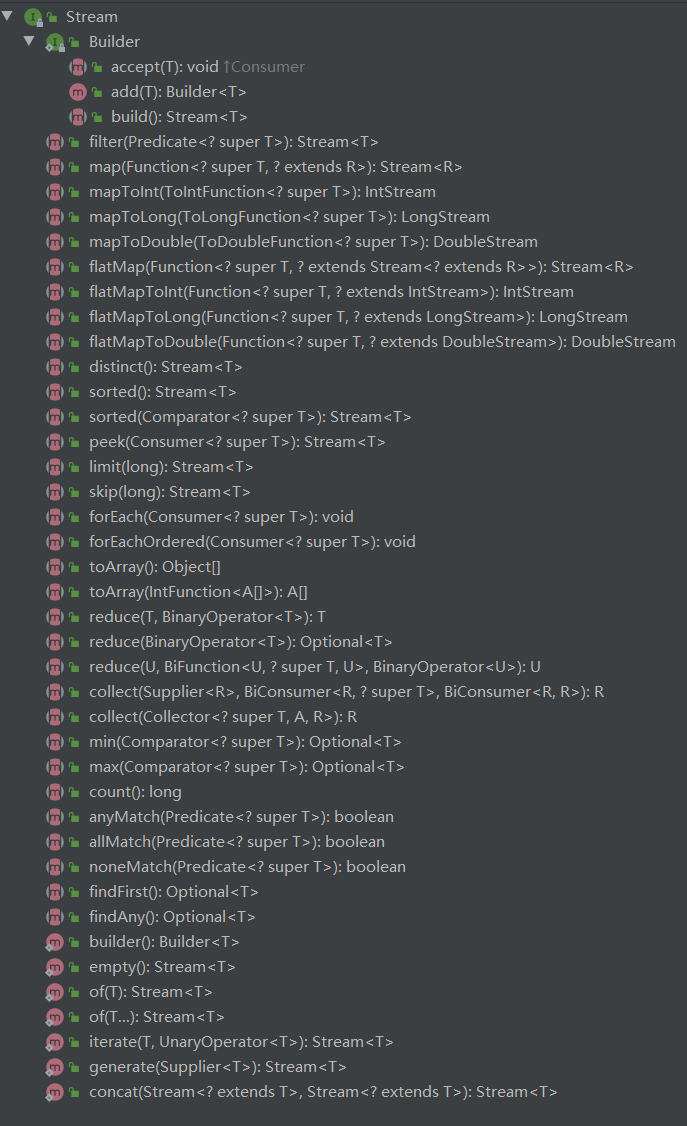 Stream
Builder
accept(T): void ↑Consumer
add(T): Builder<T>
build(): Stream<T>
filter(Predicate<? super T>): Stream<T>
map(Function<? super T, ? extends R>): Stream<R>
mapToInt(ToIntFunction<? super T>): IntStream
mapToLong(ToLongFunction<? super T>): LongStream
mapToDouble(ToDoubleFunction<? super T>): DoubleStream
flatMap(Function<? super T, ? extends Stream<? extends R>>): Stream<R>
flatMapToInt(Function<? super T, ? extends IntStream>): IntStream
flatMapToLong(Function<? super T, ? extends LongStream>): LongStream
flatMapToDouble(Function<? super T, ? extends DoubleStream>): DoubleStream
distinct(): Stream<T>
sorted(): Stream<T>
sorted(Comparator<? super T>): Stream<T>
peek(Consumer<? super T>): Stream<T>
limit(long): Stream<T>
skip(long): Stream<T>
forEach(Consumer<? super T>): void
forEachOrdered(Consumer<? super T>): void
toArray(): Object[]
toArray(IntFunction<A[]>): A[]
reduce(T, BinaryOperator<T>): T
reduce(BinaryOperator<T>): Optional<T>
reduce(U, BiFunction<U, ? super T, U>, BinaryOperator<U>): U
collect(Supplier<R>, BiConsumer<R, ? super T>, BiConsumer<R, R>): R
collect(Collector<? super T, A, R>): R
min(Comparator<? super T>): Optional<T>
max(Comparator<? super T>): Optional<T>
count(): long
anyMatch(Predicate<? super T>): boolean
allMatch(Predicate<? super T>): boolean
noneMatch(Predicate<? super T>): boolean
findFirst(): Optional<T>
findAny(): Optional<T>
builder(): Builder<T>
empty(): Stream<T>
of(T): Stream<T>
of(T...): Stream<T>
iterate(T, UnaryOperator<T>): Stream<T>
generate(Supplier<T>): Stream<T>
concat(Stream<? extends T>, Stream<? extends T>): Stream<T>